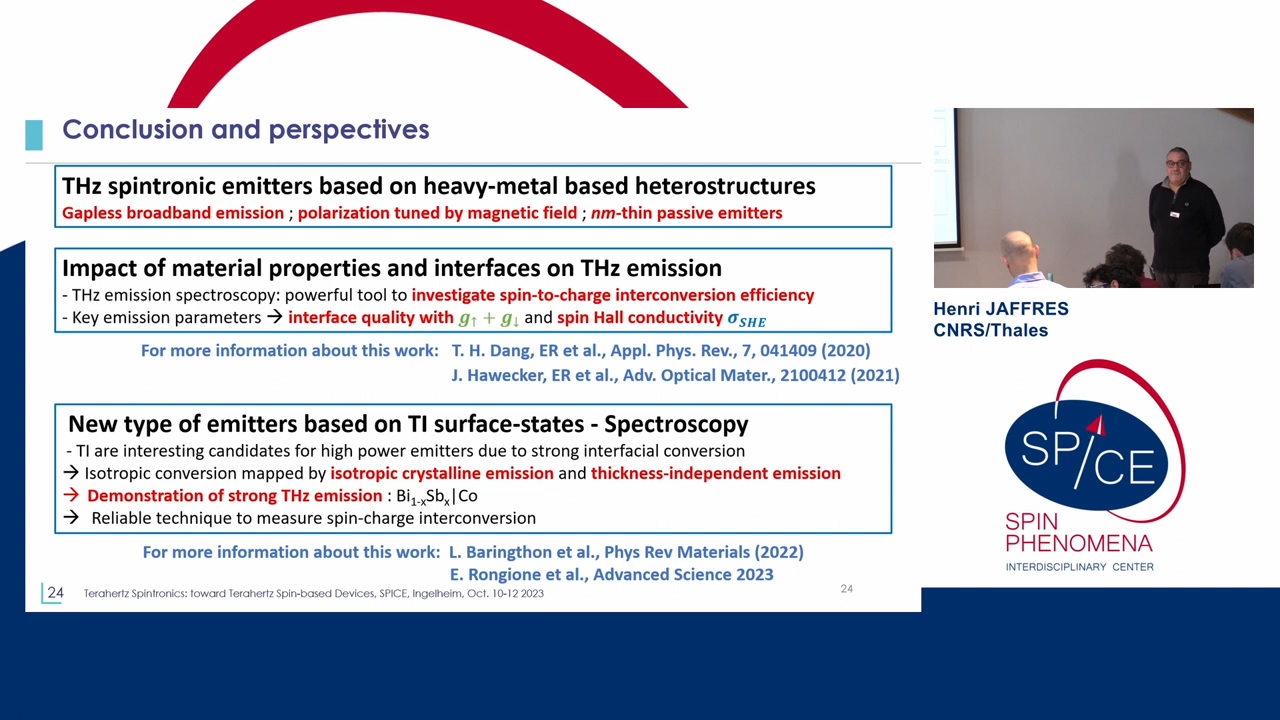 Conclusion and perspectives
THz spintronic emitters based on heavy-metal based heterostructures
Gapless broadband emission ; polarization tuned by magnetic field ; nm-thin passive emitters
Impact of material properties and interfaces on THz emission
- THz emission spectroscopy: powerful tool to investigate spin-to-charge interconversion efficiency
- Key emission parameters → interface quality with g↑ + g↓ and spin Hall conductivity σSHE
For more information about this work: T. H. Dang, ER et al., Appl. Phys. Rev., 7, 041409 (2020)
J. Hawecker, ER et al., Adv. Optical Mater., 2100412 (2021)
New type of emitters based on TI surface-states - Spectroscopy
- TI are interesting candidates for high power emitters due to strong interfacial conversion
→ Isotropic conversion mapped by isotropic crystalline emission and thickness-independent emission
→ Demonstration of strong THz emission : Bi1-xSbx|Co
→ Reliable technique to measure spin-charge interconversion
For more information about this work: L. Baringthon et al., Phys Rev Materials (2022)
E. Rongione et al., Advanced Science 2023
24 Terahertz Spintronics: toward Terahertz Spin-based Devices, SPICE, Ingelheim, Oct. 10-12 2023 24
Henri JAFFRES
CNRS/Thales
SP/CE
SPIN
PHENOMENA
INTERDISCIPLINARY CENTER